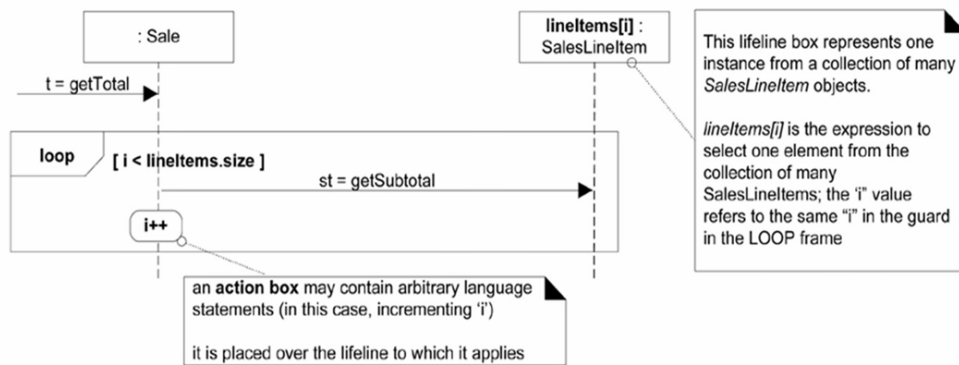 : Sale
lineItems[i] :
SalesLineItem
t = getTotal
loop
[ i < lineItems.size ]
st = getSubtotal
i++
an action box may contain arbitrary language
statements (in this case, incrementing ‘i’)
it is placed over the lifeline to which it applies
This lifeline box represents one
instance from a collection of many
SalesLineItem objects.
lineItems[i] is the expression to
select one element from the
collection of many
SalesLineItems; the ‘i” value
refers to the same “i” in the guard
in the LOOP frame